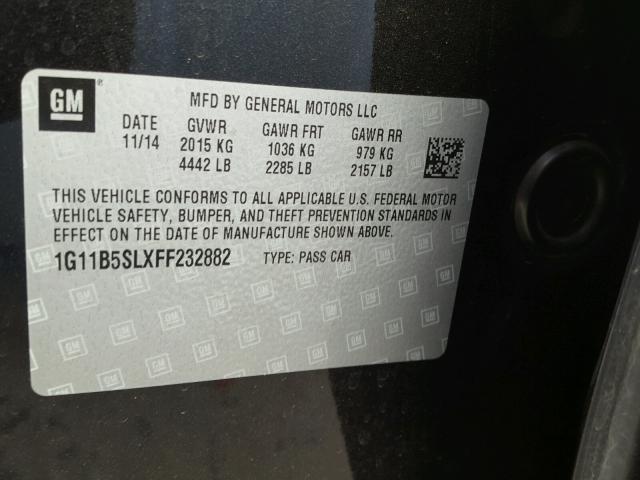 GM ®
MFD BY GENERAL MOTORS LLC
DATE GVWR GAWR FRT GAWR RR
11/14 2015 KG 1036 KG 979 KG
4442 LB 2285 LB 2157 LB
THIS VEHICLE CONFORMS TO ALL APPLICABLE U.S. FEDERAL MOTOR
VEHICLE SAFETY, BUMPER, AND THEFT PREVENTION STANDARDS IN
EFFECT ON THE DATE OF MANUFACTURE SHOWN ABOVE.
1G11B5SLXFF232882 TYPE: PASS CAR